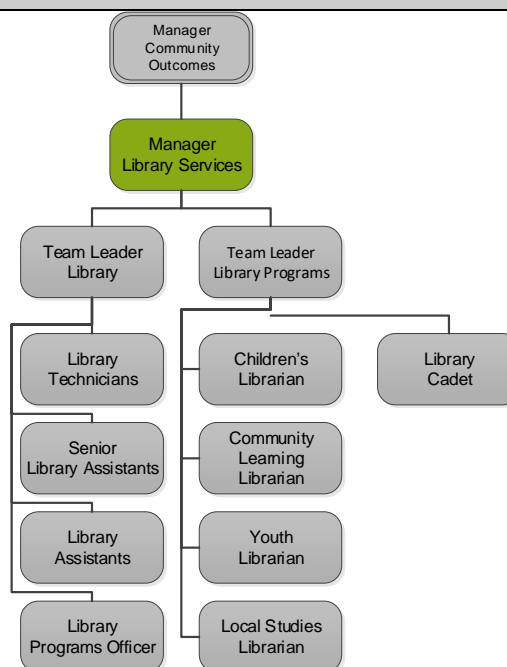 Manager
Community
Outcomes
Manager
Library Services
Team Leader
Library
Team Leader
Library Programs
Library
Technicians
Children's
Librarian
Library
Cadet
Senior
Library Assistants
Community
Learning
Librarian
Library
Assistants
Youth
Librarian
Library
Programs Officer
Local Studies
Librarian